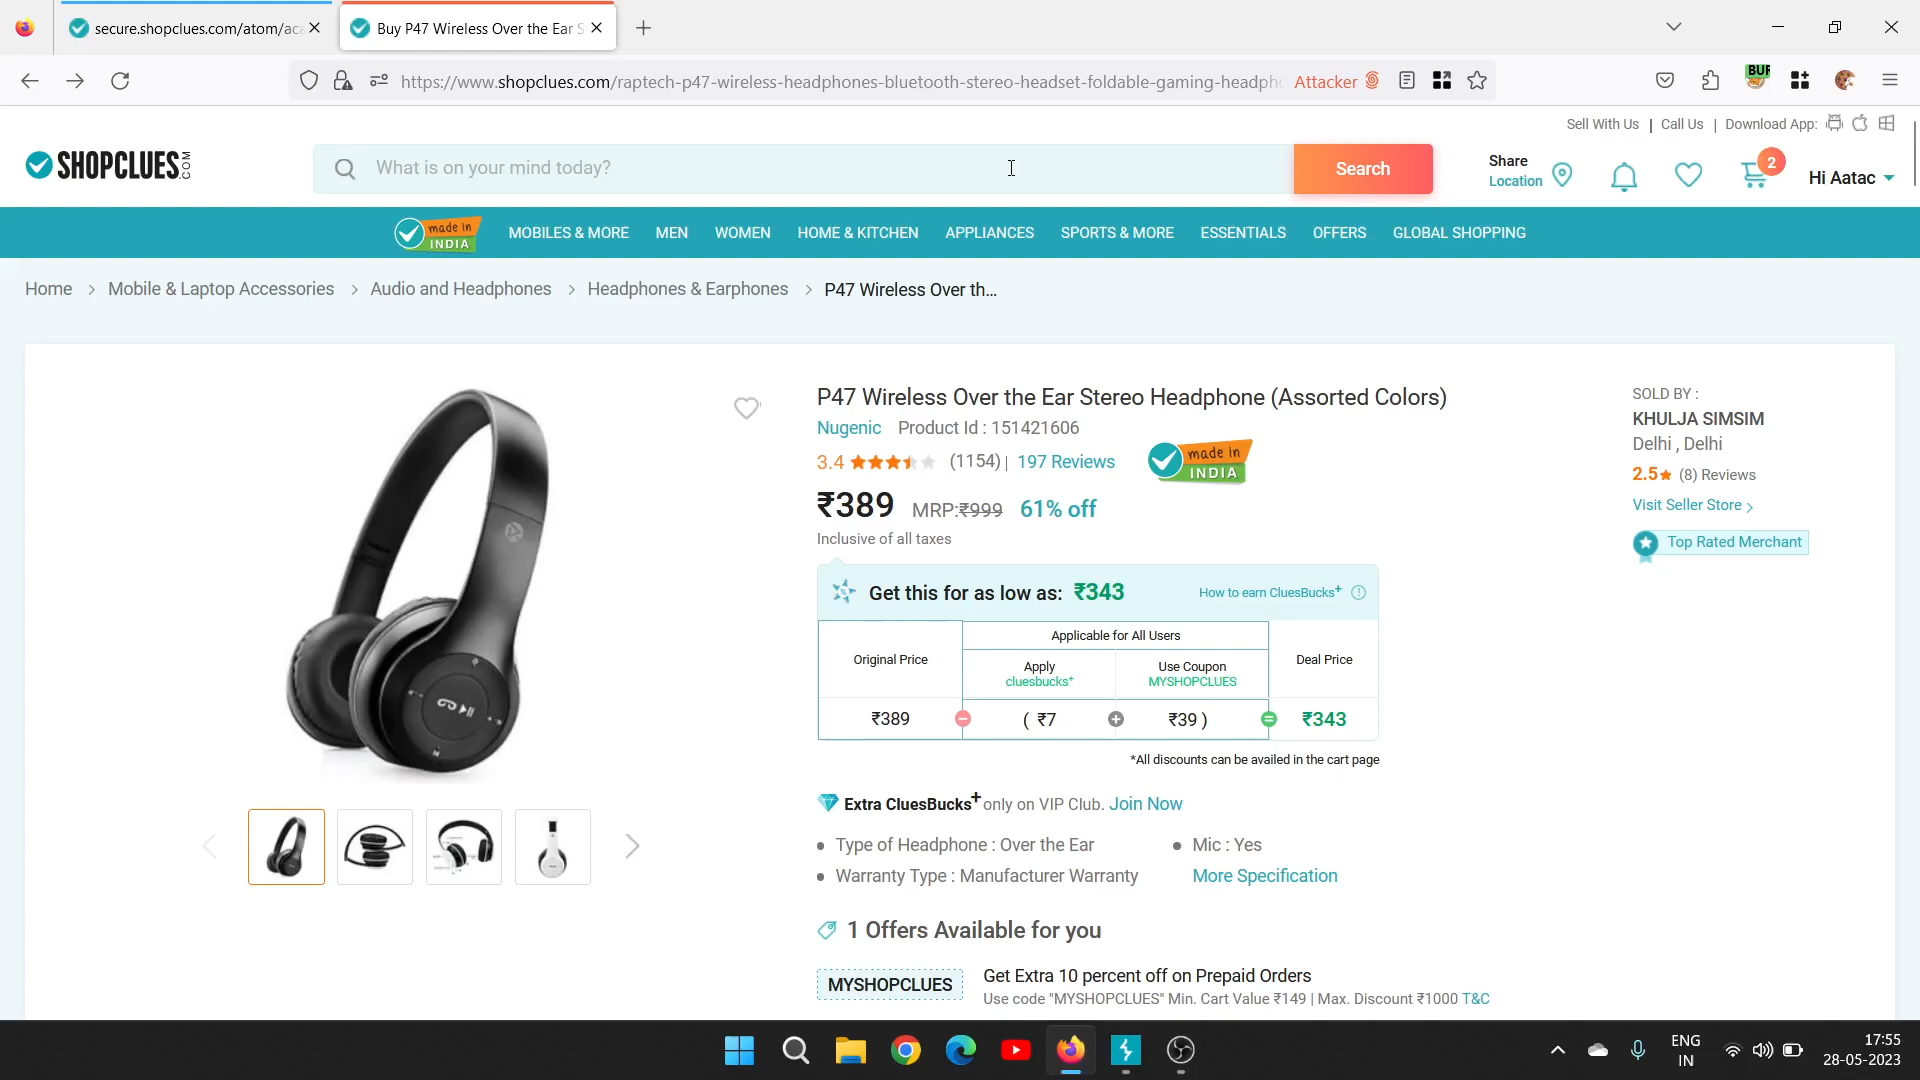 secure.shopclues.com/atom/aca
Buy P47 Wireless Over the Ear S
https://www.shopclues.com/raptech-p47-wireless-headphones-bluetooth-stereo-headset-foldable-gaming-headpho
Attacker
BUR
Sell With Us | Call Us | Download App:
SHOPCLUES.COM
What is on your mind today?
Search
Share
Location
2
Hi Aatac
made in
INDIA
MOBILES & MORE MEN WOMEN HOME & KITCHEN APPLIANCES SPORTS & MORE ESSENTIALS OFFERS GLOBAL SHOPPING
Home > Mobile & Laptop Accessories > Audio and Headphones > Headphones & Earphones > P47 Wireless Over th...
P47 Wireless Over the Ear Stereo Headphone (Assorted Colors)
Nugenic Product Id : 151421606
3.4 (1154) | 197 Reviews
made in
INDIA
₹389 MRP:₹999 61% off
Inclusive of all taxes
Get this for as low as: ₹343
How to earn CluesBucks+
Original Price
Applicable for All Users
Apply
cluesbucks+
Use Coupon
MYSHOPCLUES
Deal Price
₹389 − ( ₹7 + ₹39 ) = ₹343
*All discounts can be availed in the cart page
Extra CluesBucks+ only on VIP Club. Join Now
Type of Headphone : Over the Ear
Mic : Yes
Warranty Type : Manufacturer Warranty
More Specification
1 Offers Available for you
MYSHOPCLUES
Get Extra 10 percent off on Prepaid Orders
Use code "MYSHOPCLUES" Min. Cart Value ₹149 | Max. Discount ₹1000 T&C
SOLD BY :
KHULJA SIMSIM
Delhi , Delhi
2.5 (8) Reviews
Visit Seller Store >
Top Rated Merchant
ENG
IN
17:55
28-05-2023